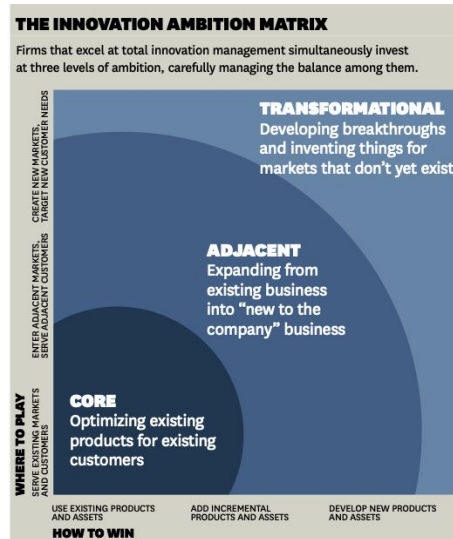 THE INNOVATION AMBITION MATRIX
Firms that excel at total innovation management simultaneously invest
at three levels of ambition, carefully managing the balance among them.
CREATE NEW MARKETS,
TARGET NEW CUSTOMER NEEDS
ENTER ADJACENT MARKETS,
SERVE ADJACENT CUSTOMERS
WHERE TO PLAY
SERVE EXISTING MARKETS
AND CUSTOMERS
TRANSFORMATIONAL
Developing breakthroughs
and inventing things for
markets that don’t yet exist
ADJACENT
Expanding from
existing business
into “new to the
company” business
CORE
Optimizing existing
products for existing
customers
USE EXISTING PRODUCTS
AND ASSETS
ADD INCREMENTAL
PRODUCTS AND ASSETS
DEVELOP NEW PRODUCTS
AND ASSETS
HOW TO WIN